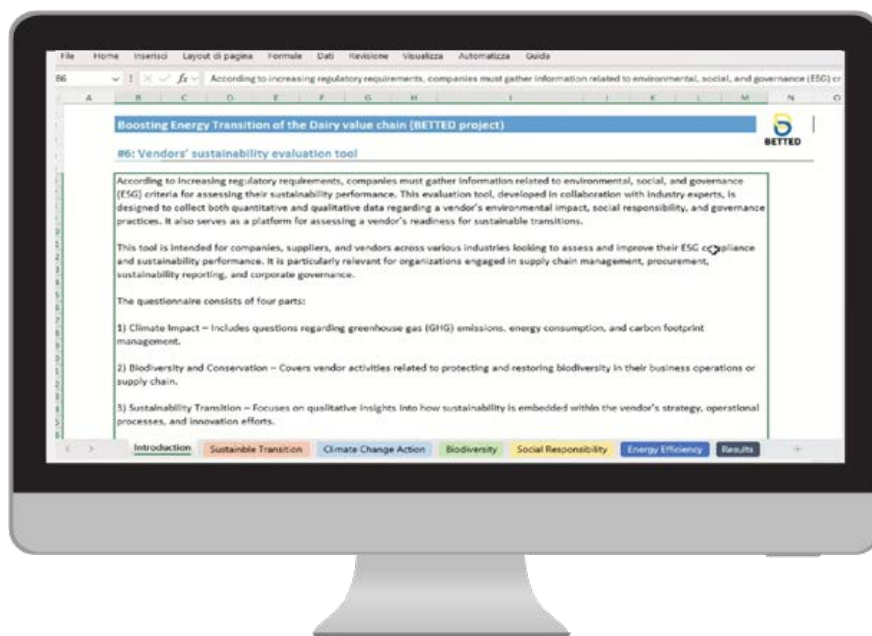 File Home Inserisci Layout di pagina Formule Dati Revisione Visualizza Automatizza Guida
B6 fx According to increasing regulatory requirements, companies must gather information related to environmental, social, and governance (ESG) cr
A B C D E F G H I J K L M N O
Boosting Energy Transition of the Dairy value chain (BETTED project)
BETTED
#6: Vendors' sustainability evaluation tool
According to increasing regulatory requirements, companies must gather information related to environmental, social, and governance
(ESG) criteria for assessing their sustainability performance. This evaluation tool, developed in collaboration with industry experts, is
designed to collect both quantitative and qualitative data regarding a vendor's environmental impact, social responsibility, and governance
practices. It also serves as a platform for assessing a vendor's readiness for sustainable transitions.
This tool is intended for companies, suppliers, and vendors across various industries looking to assess and improve their ESG compliance
and sustainability performance. It is particularly relevant for organizations engaged in supply chain management, procurement,
sustainability reporting, and corporate governance.
The questionnaire consists of four parts:
1) Climate Impact – Includes questions regarding greenhouse gas (GHG) emissions, energy consumption, and carbon footprint
management.
2) Biodiversity and Conservation – Covers vendor activities related to protecting and restoring biodiversity in their business operations or
supply chain.
3) Sustainability Transition – Focuses on qualitative insights into how sustainability is embedded within the vendor's strategy, operational
processes, and innovation efforts.
Introduction Sustainble Transition Climate Change Action Biodiversity Social Responsibility Energy Efficiency Results